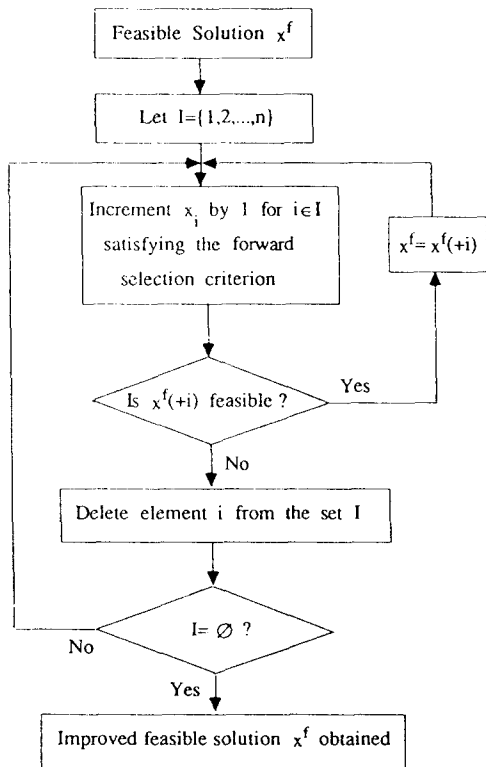 Feasible Solution x^f
Let I={1,2,...,n}
Increment x_i by 1 for i∈I
satisfying the forward
selection criterion
x^f = x^f(+i)
Is x^f(+i) feasible ?
Yes
No
Delete element i from the set I
I= ∅ ?
No
Yes
Improved feasible solution x^f obtained